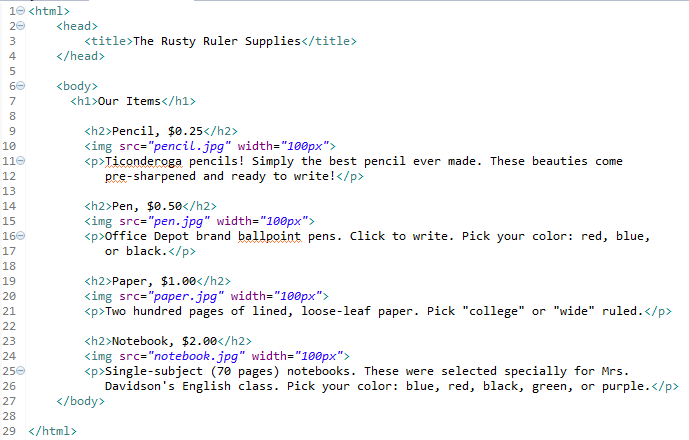 1 <html>
2     <head>
3         <title>The Rusty Ruler Supplies</title>
4     </head>
5
6     <body>
7       <h1>Our Items</h1>
8
9         <h2>Pencil, $0.25</h2>
10         <img src="pencil.jpg" width="100px">
11         <p>Ticonderoga pencils! Simply the best pencil ever made. These beauties come
12            pre-sharpened and ready to write!</p>
13
14         <h2>Pen, $0.50</h2>
15         <img src="pen.jpg" width="100px">
16         <p>Office Depot brand ballpoint pens. Click to write. Pick your color: red, blue,
17            or black.</p>
18
19         <h2>Paper, $1.00</h2>
20         <img src="paper.jpg" width="100px">
21         <p>Two hundred pages of lined, loose-leaf paper. Pick "college" or "wide" ruled.</p>
22
23         <h2>Notebook, $2.00</h2>
24         <img src="notebook.jpg" width="100px">
25         <p>Single-subject (70 pages) notebooks. These were selected specially for Mrs.
26            Davidson's English class. Pick your color: blue, red, black, green, or purple.</p>
27     </body>
28
29 </html>